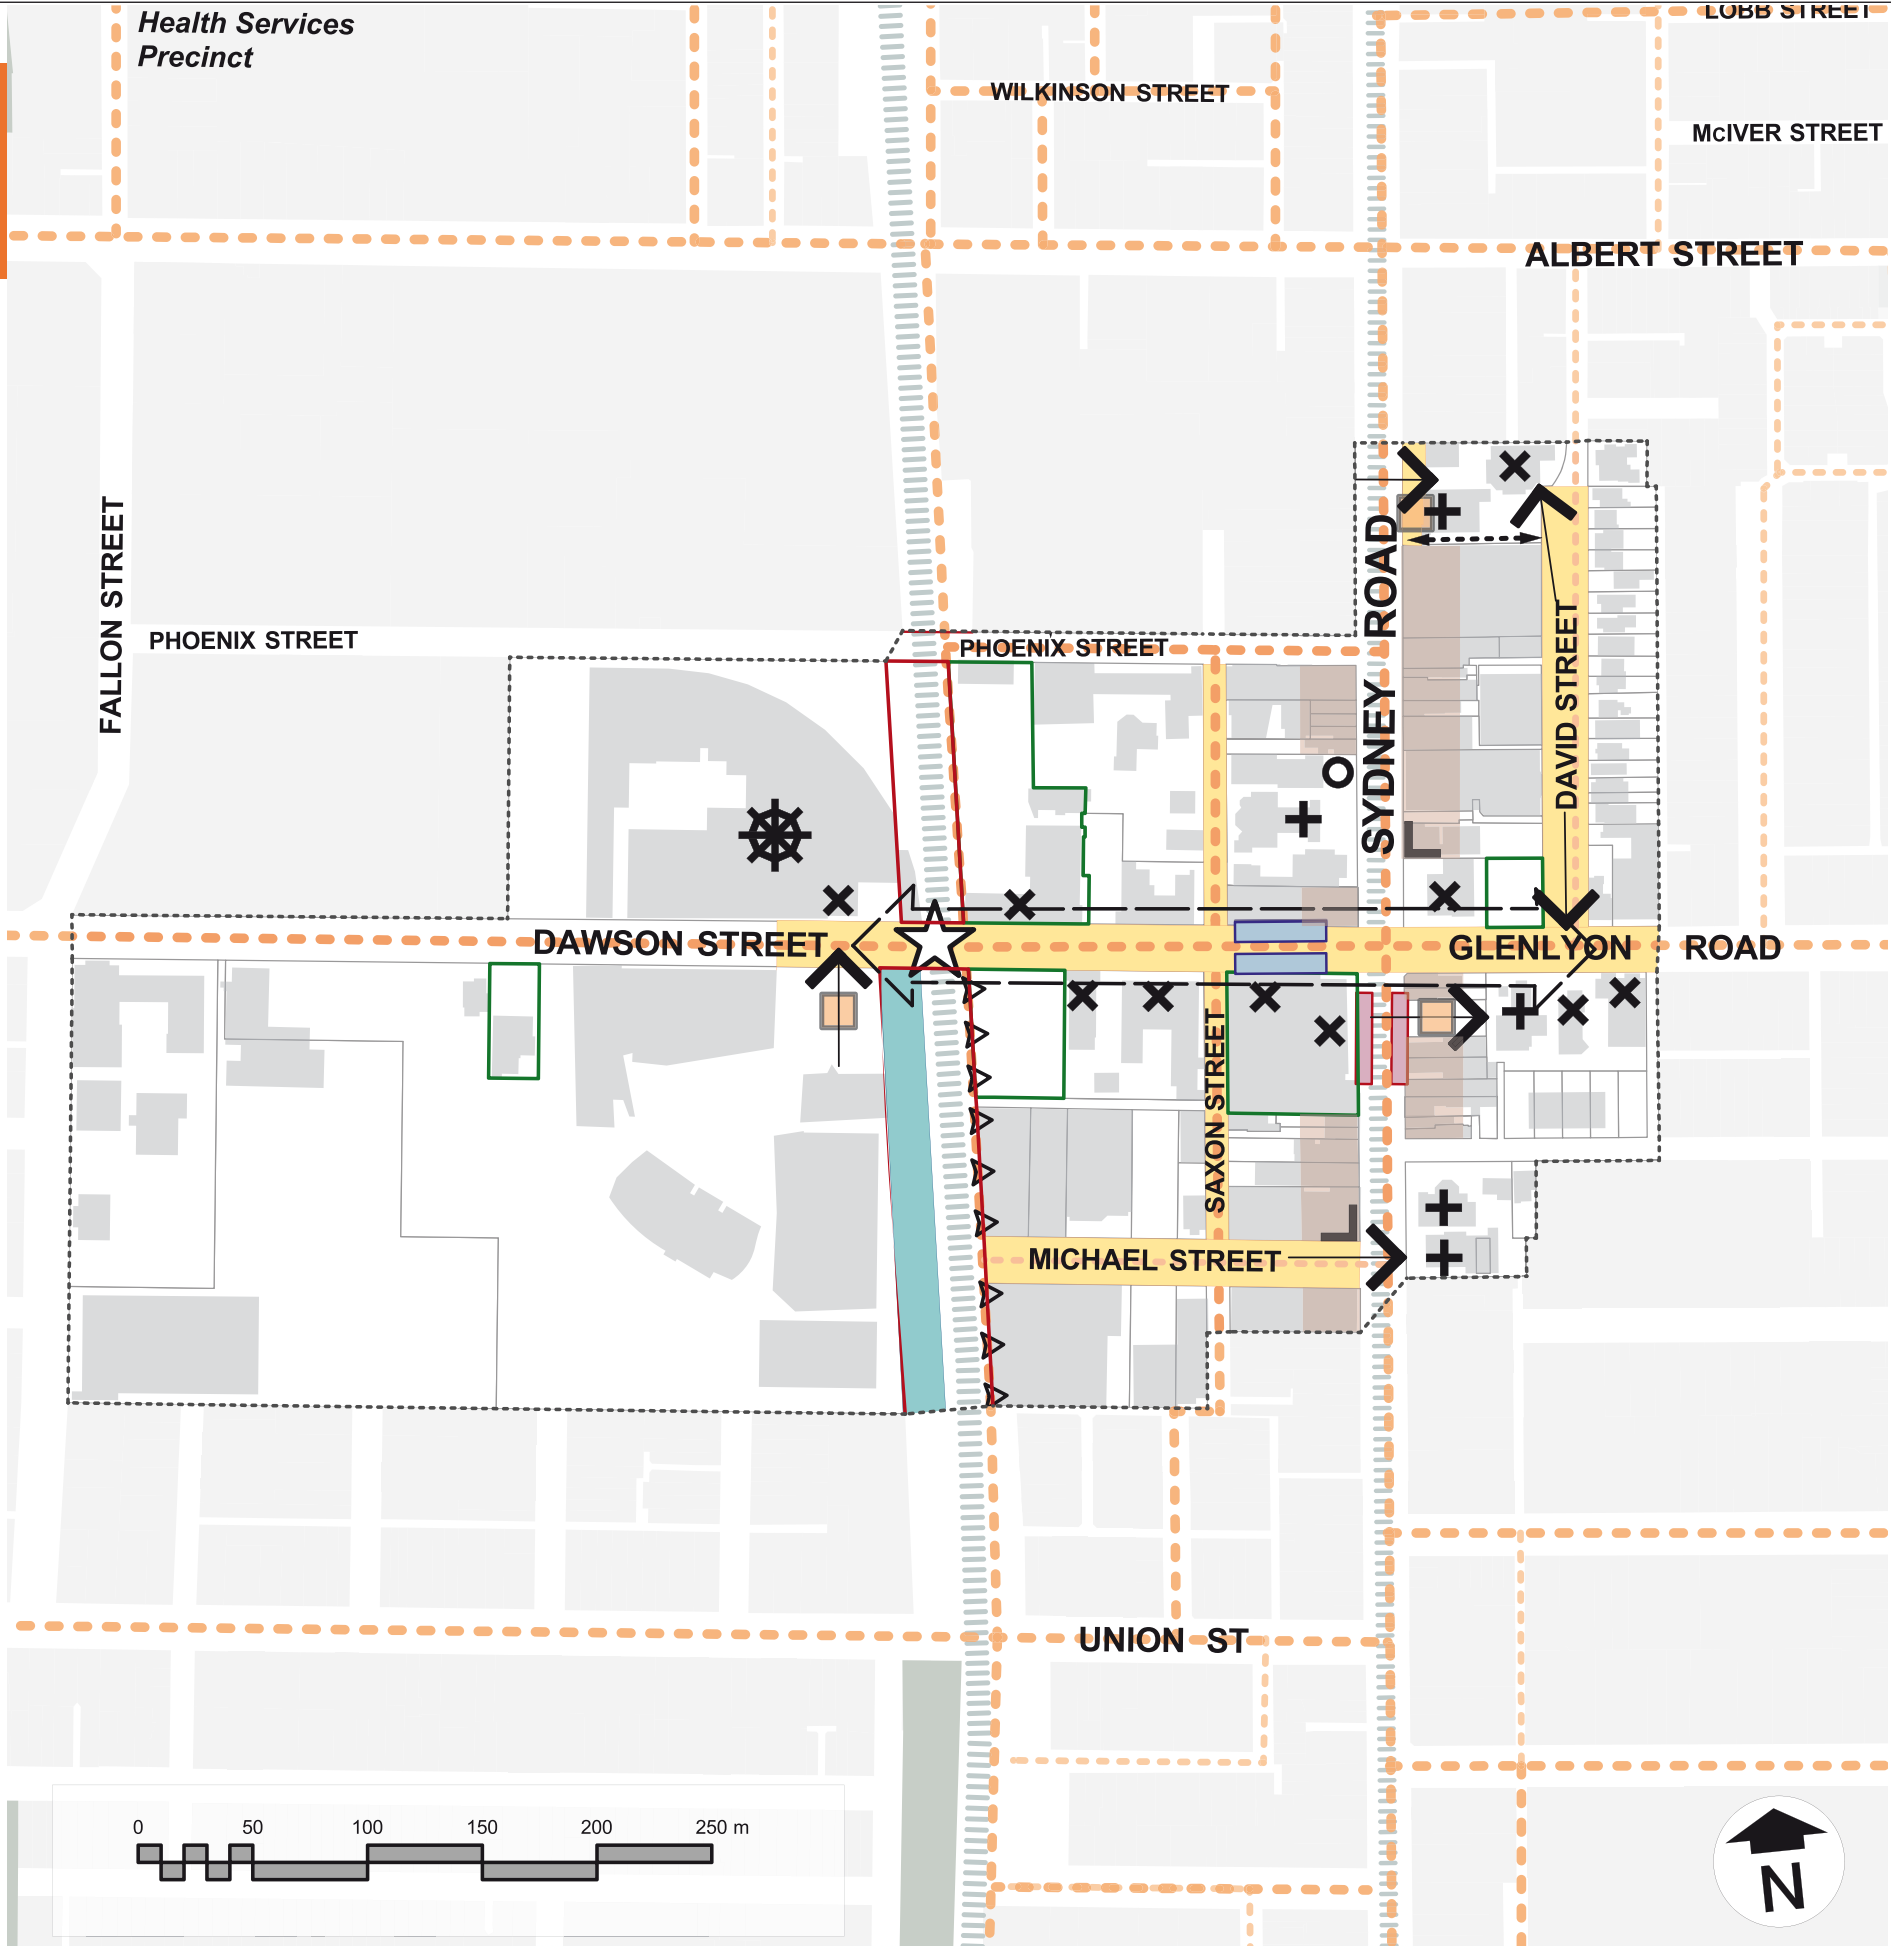 Health Services
Precinct
LOBB STREET
WILKINSON STREET
McIVER STREET
ALBERT STREET
FALLON STREET
PHOENIX STREET
PHOENIX STREET
SYDNEY ROAD
DAVID STREET
DAWSON STREET
GLENLYON ROAD
SAXON STREET
MICHAEL STREET
UNION ST
0 50 100 150 200 250 m
N